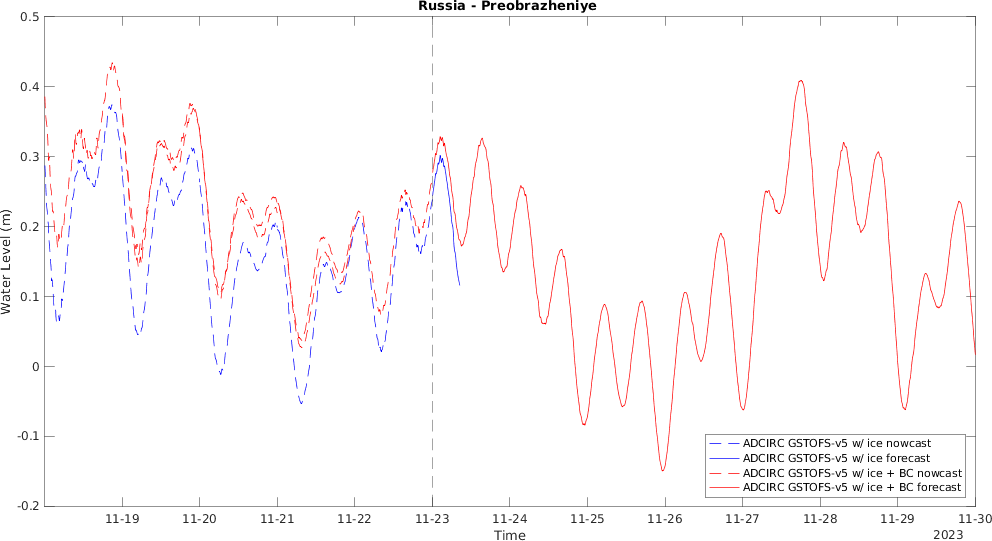 Russia - Preobrazheniye
Water Level (m)
0.5
0.4
0.3
0.2
0.1
0
-0.1
-0.2
11-19 11-20 11-21 11-22 11-23 11-24 11-25 11-26 11-27 11-28 11-29 11-30
Time
2023
ADCIRC GSTOFS-v5 w/ ice nowcast
ADCIRC GSTOFS-v5 w/ ice forecast
ADCIRC GSTOFS-v5 w/ ice + BC nowcast
ADCIRC GSTOFS-v5 w/ ice + BC forecast